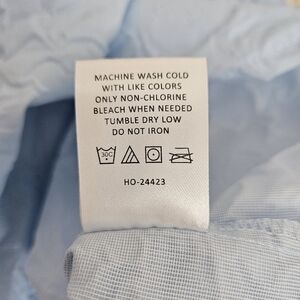 MACHINE WASH COLD
WITH LIKE COLORS
ONLY NON-CHLORINE
BLEACH WHEN NEEDED
TUMBLE DRY LOW
DO NOT IRON
30C
HO-24423